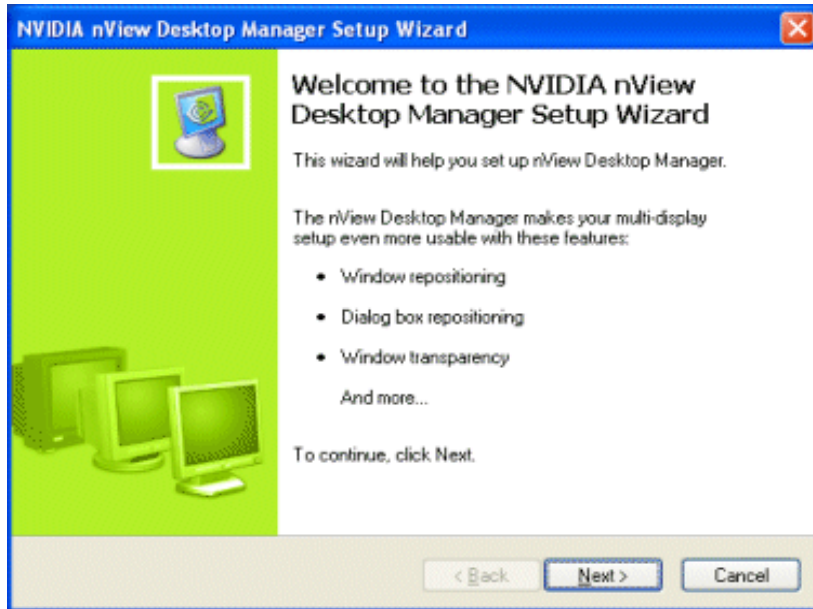 NVIDIA nView Desktop Manager Setup Wizard
Welcome to the NVIDIA nView
Desktop Manager Setup Wizard
This wizard will help you set up nView Desktop Manager.
The nView Desktop Manager makes your multi-display
setup even more usable with these features:
• Window repositioning
• Dialog box repositioning
• Window transparency
And more...
To continue, click Next.
< Back
Next >
Cancel